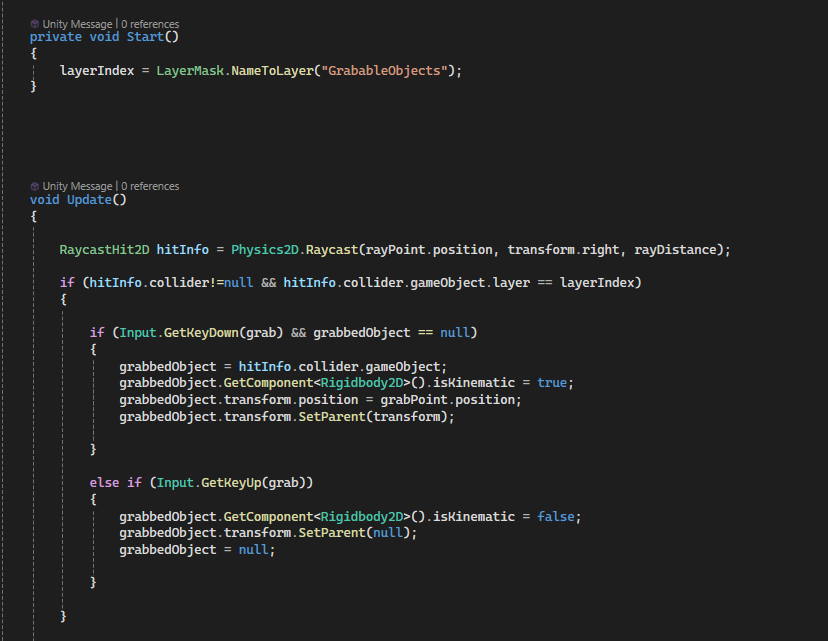 Unity Message | 0 references
private void Start()
{
layerIndex = LayerMask.NameToLayer("GrabableObjects");
}
Unity Message | 0 references
void Update()
{
RaycastHit2D hitInfo = Physics2D.Raycast(rayPoint.position, transform.right, rayDistance);
if (hitInfo.collider!=null && hitInfo.collider.gameObject.layer == layerIndex)
{
if (Input.GetKeyDown(grab) && grabbedObject == null)
{
grabbedObject = hitInfo.collider.gameObject;
grabbedObject.GetComponent<Rigidbody2D>().isKinematic = true;
grabbedObject.transform.position = grabPoint.position;
grabbedObject.transform.SetParent(transform);
}
else if (Input.GetKeyUp(grab))
{
grabbedObject.GetComponent<Rigidbody2D>().isKinematic = false;
grabbedObject.transform.SetParent(null);
grabbedObject = null;
}
}